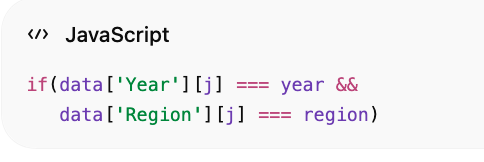 </> JavaScript
if(data['Year'][j] === year &&
   data['Region'][j] === region)